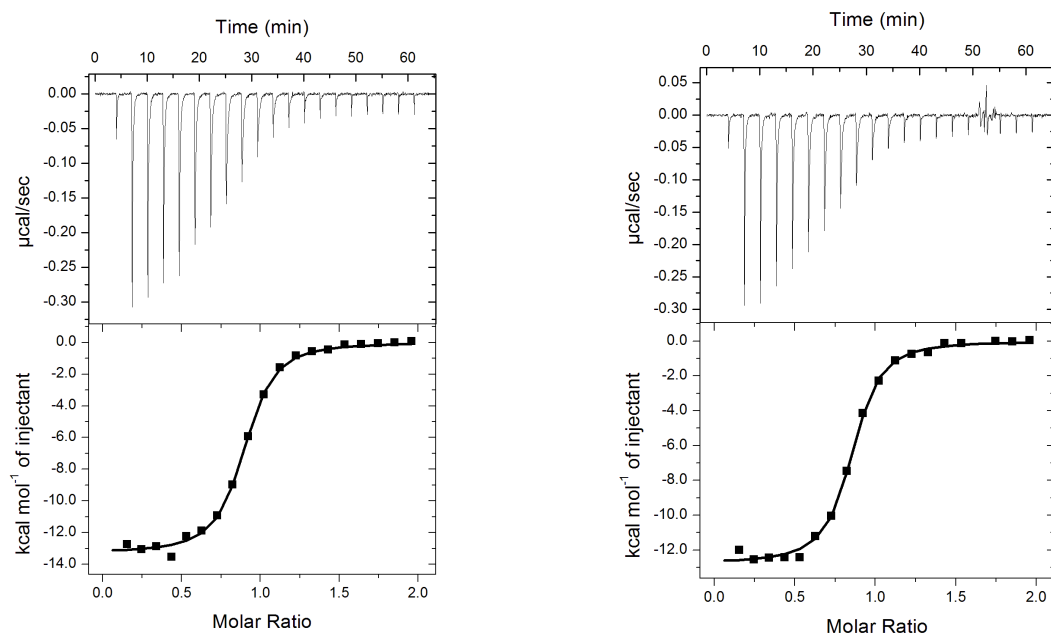 Time (min)
0 10 20 30 40 50 60
0.00
-0.05
-0.10
-0.15
-0.20
-0.25
-0.30
µcal/sec
0.0
-2.0
-4.0
-6.0
-8.0
-10.0
-12.0
-14.0
kcal mol⁻¹ of injectant
0.0 0.5 1.0 1.5 2.0
Molar Ratio
Time (min)
0 10 20 30 40 50 60
0.05
0.00
-0.05
-0.10
-0.15
-0.20
-0.25
-0.30
µcal/sec
0.0
-2.0
-4.0
-6.0
-8.0
-10.0
-12.0
kcal mol⁻¹ of injectant
0.0 0.5 1.0 1.5 2.0
Molar Ratio